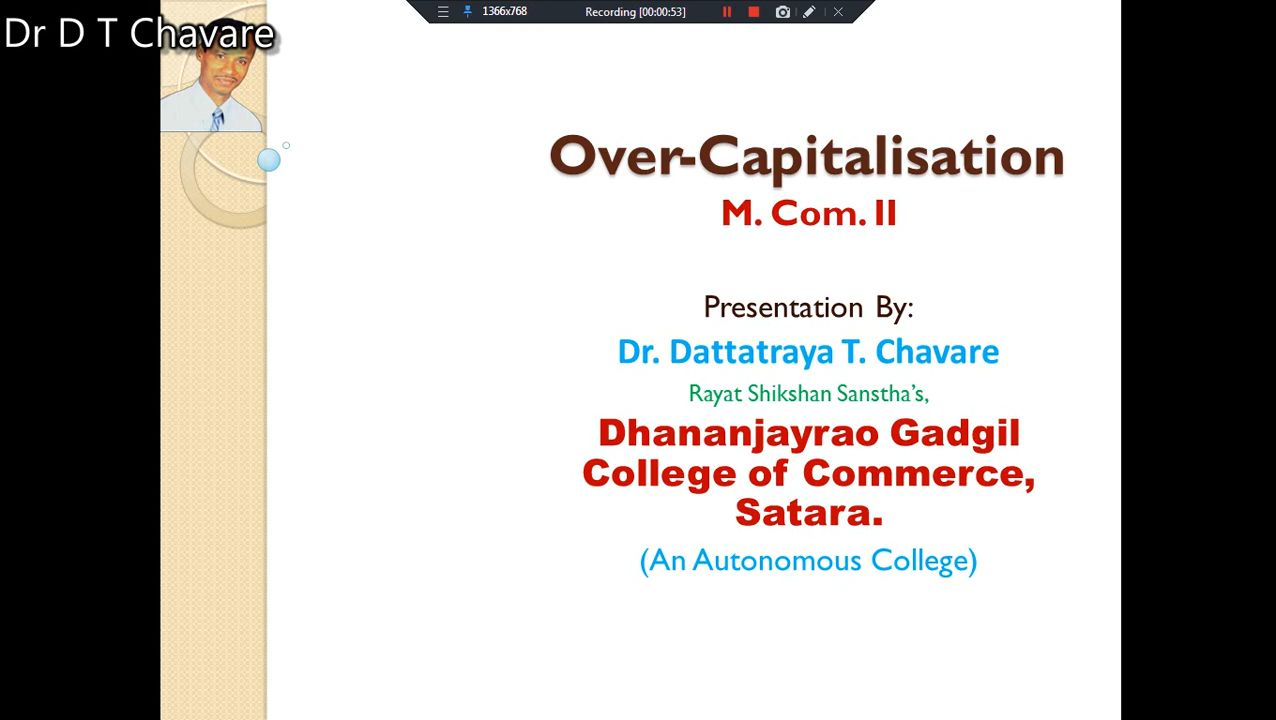 1366x768
Recording [00:00:53]
Dr D T Chavare
Over-Capitalisation
M. Com. II
Presentation By:
Dr. Dattatraya T. Chavare
Rayat Shikshan Sanstha’s,
Dhananjayrao Gadgil
College of Commerce,
Satara.
(An Autonomous College)